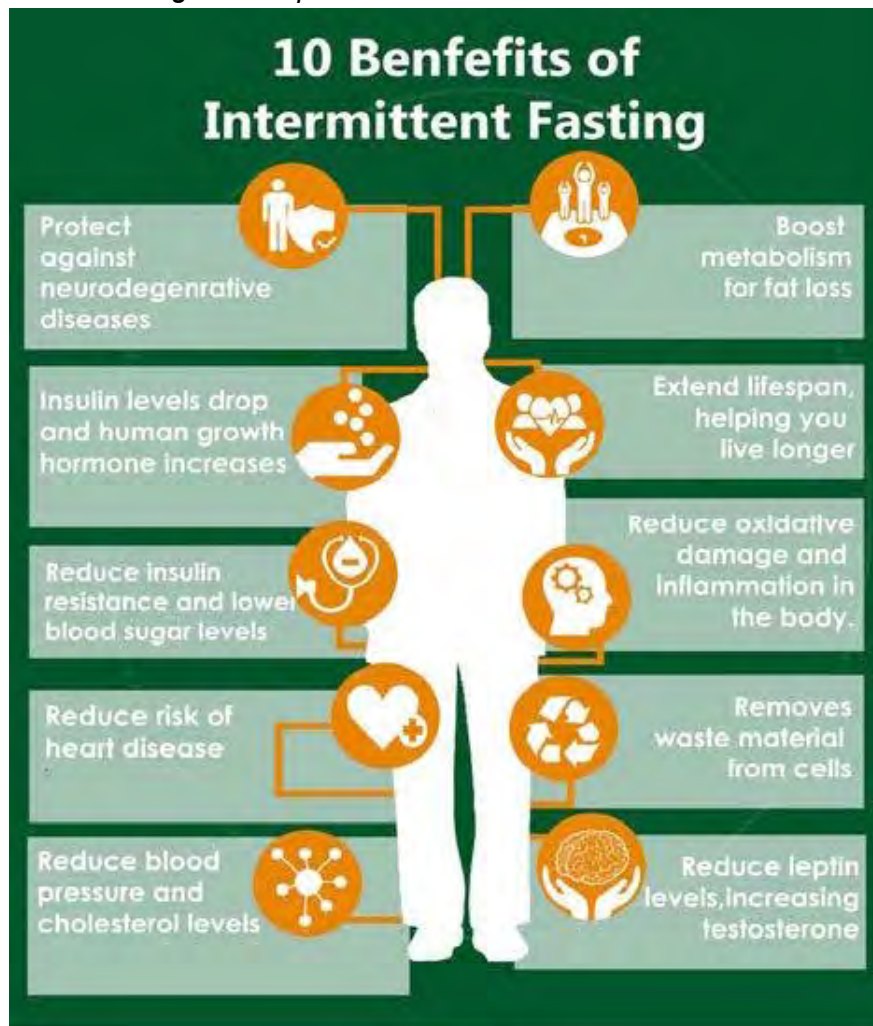 10 Benfefits of
Intermittent Fasting
Protect
against
neurodegenrative
diseases
Boost
metabolism
for fat loss
Insulin levels drop
and human growth
hormone increases
Extend lifespan,
helping you
live longer
Reduce insulin
resistance and lower
blood sugar levels
Reduce oxidative
damage and
inflammation in
the body.
Reduce risk of
heart disease
Removes
waste material
from cells
Reduce blood
pressure and
cholesterol levels
Reduce leptin
levels,increasing
testosterone